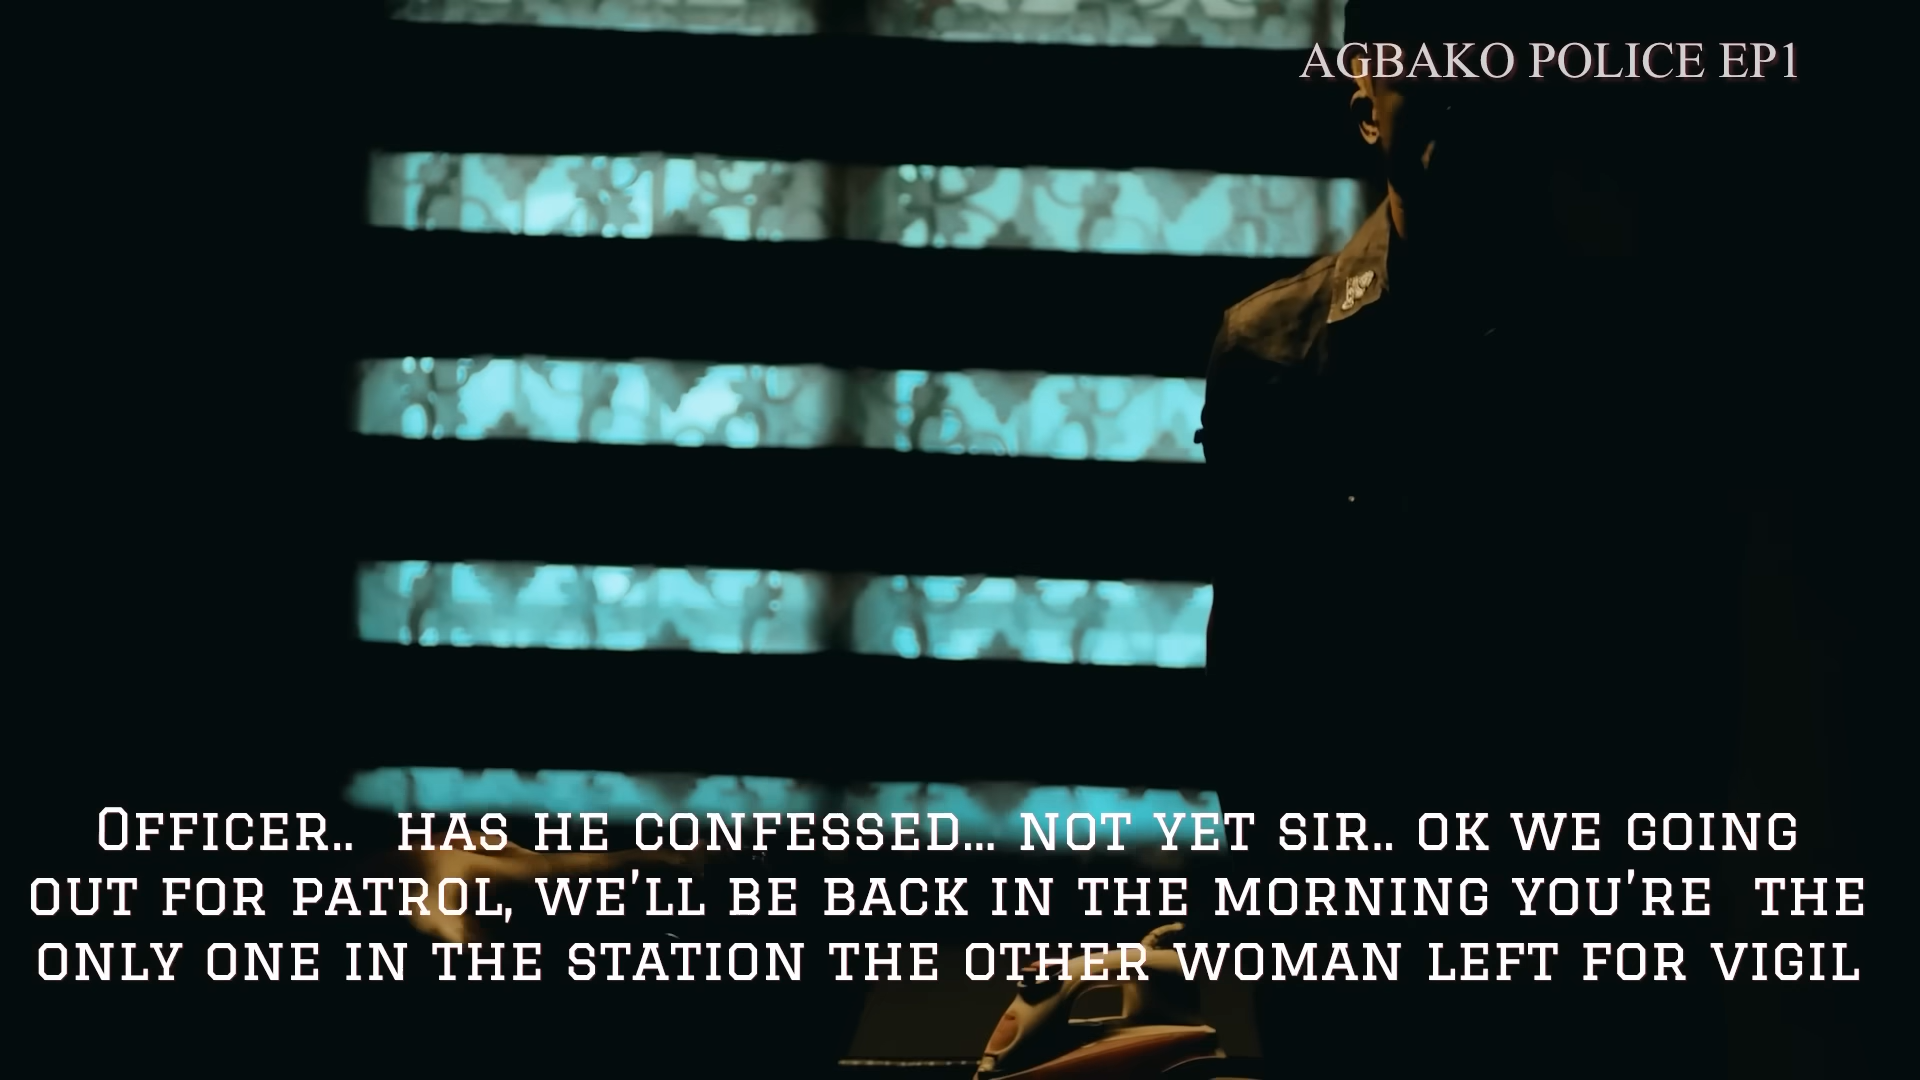 AGBAKO POLICE EP1
Officer.. has he confessed... not yet sir.. ok we going
out for patrol, we'll be back in the morning you're the
only one in the station the other woman left for vigil